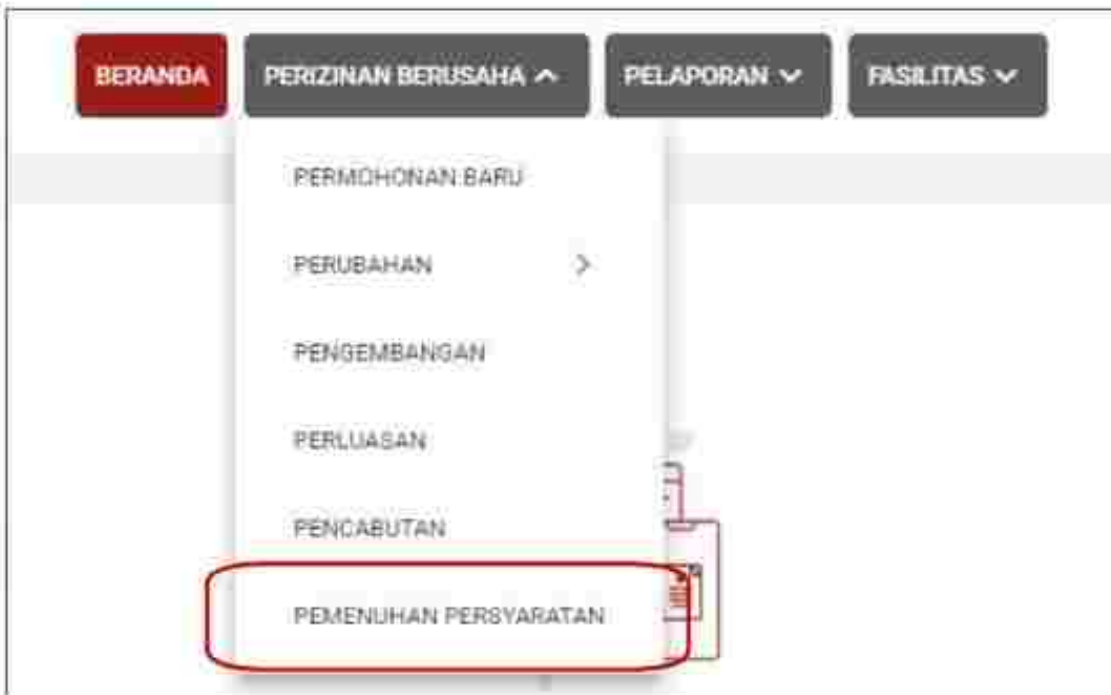 BERANDA PERIZINAN BERUSAHA PELAPORAN FASILITAS
PERMOHONAN BARU
PERUBAHAN
PENGEMBANGAN
PERLUASAN
PENCABUTAN
PEMENUHAN PERSYARATAN